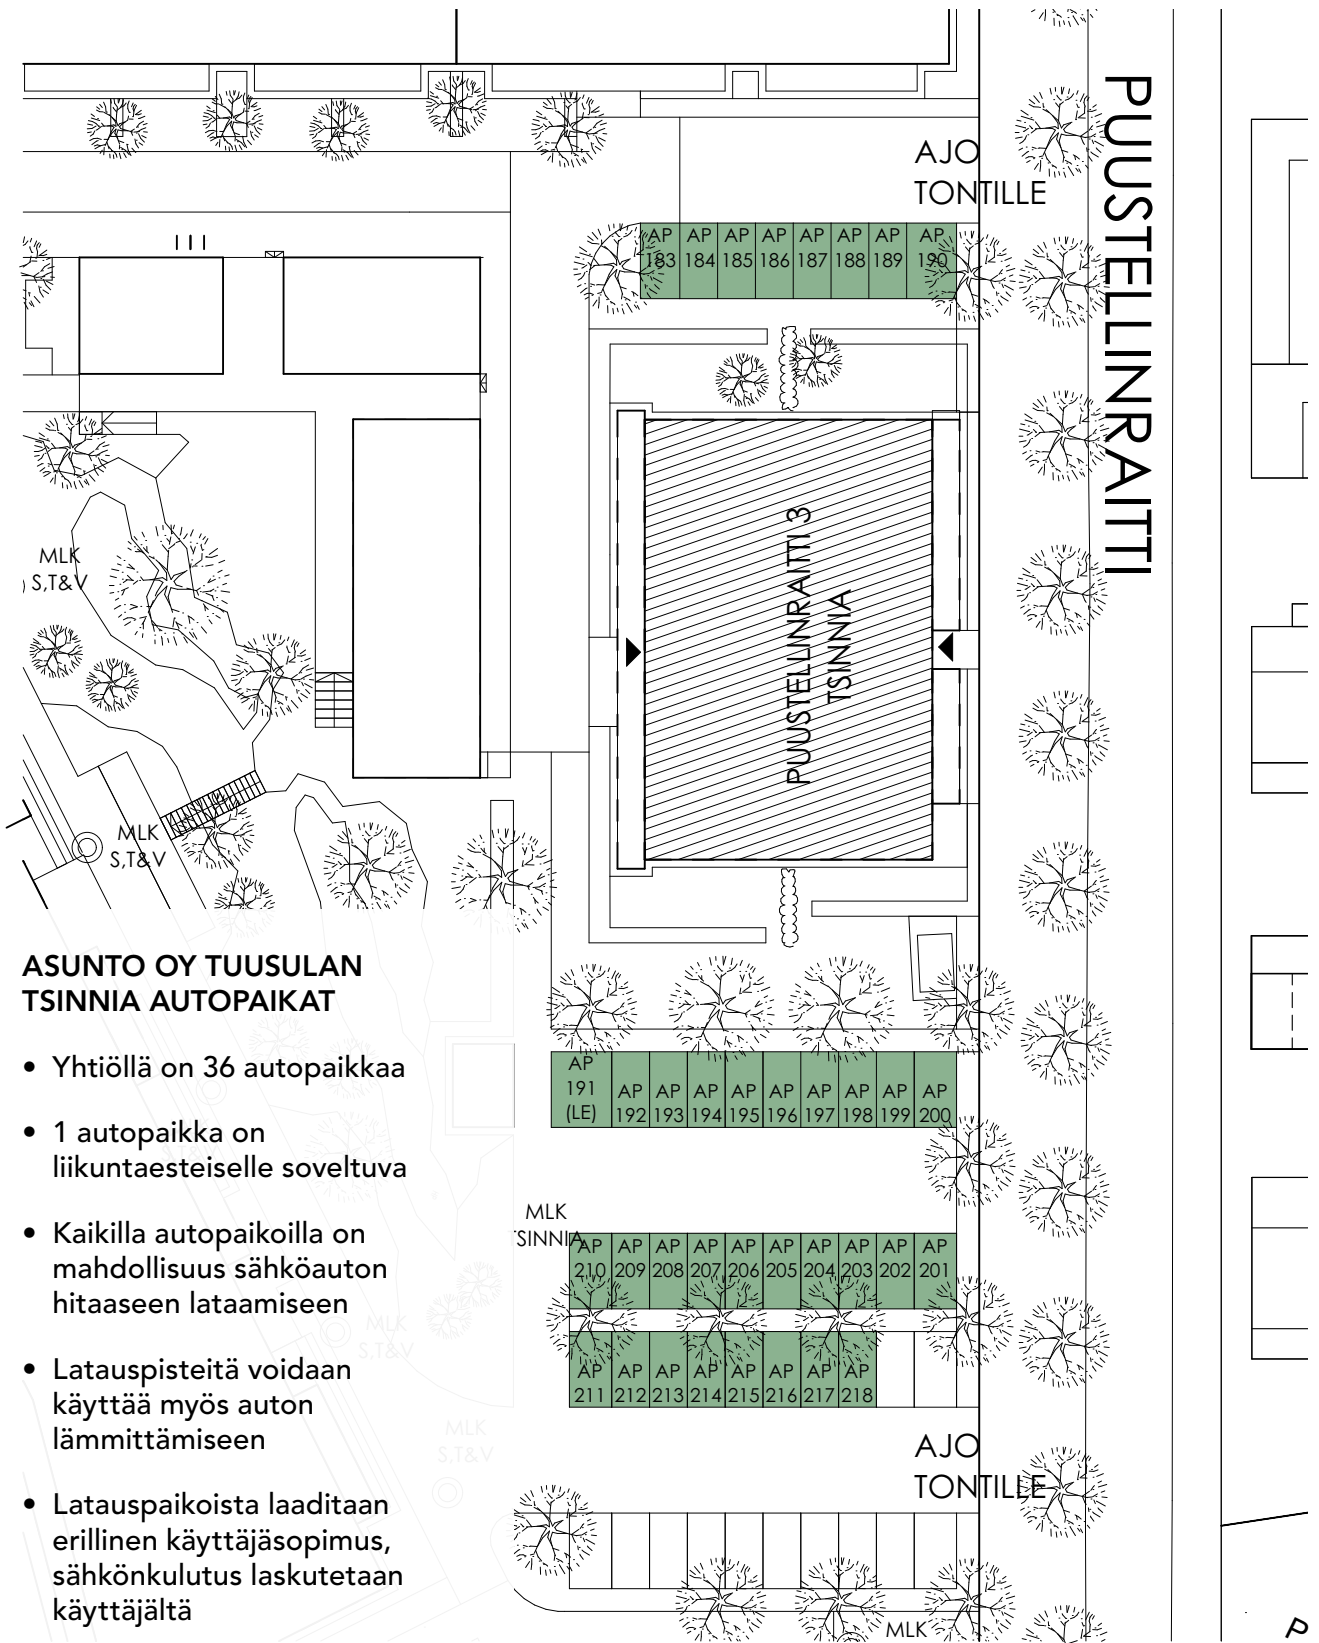 AJO
TONTILLE
PUUSTELLINRAITTI
AP AP AP AP AP AP AP AP
183 184 185 186 187 188 189 190
MLK
S,T&V
PUUSTELLINRAITTI 3
TSINNIA
MLK
S,T&V
ASUNTO OY TUUSULAN
TSINNIA AUTOPAIKAT
• Yhtiöllä on 36 autopaikkaa
• 1 autopaikka on
liikuntaesteiselle soveltuva
• Kaikilla autopaikoilla on
mahdollisuus sähköauton
hitaaseen lataamiseen
• Latauspisteitä voidaan
käyttää myös auton
lämmittämiseen
• Latauspaikoista laaditaan
erillinen käyttäjäsopimus,
sähkönkulutus laskutetaan
käyttäjältä
AP
191
(LE)
AP AP AP AP AP AP AP AP AP
192 193 194 195 196 197 198 199 200
MLK
TSINNIA
AP AP AP AP AP AP AP AP AP AP
210 209 208 207 206 205 204 203 202 201
MLK
S,T&V
AP AP AP AP AP AP AP AP
211 212 213 214 215 216 217 218
MLK
S,T&V
AJO
TONTILLE
MLK
P